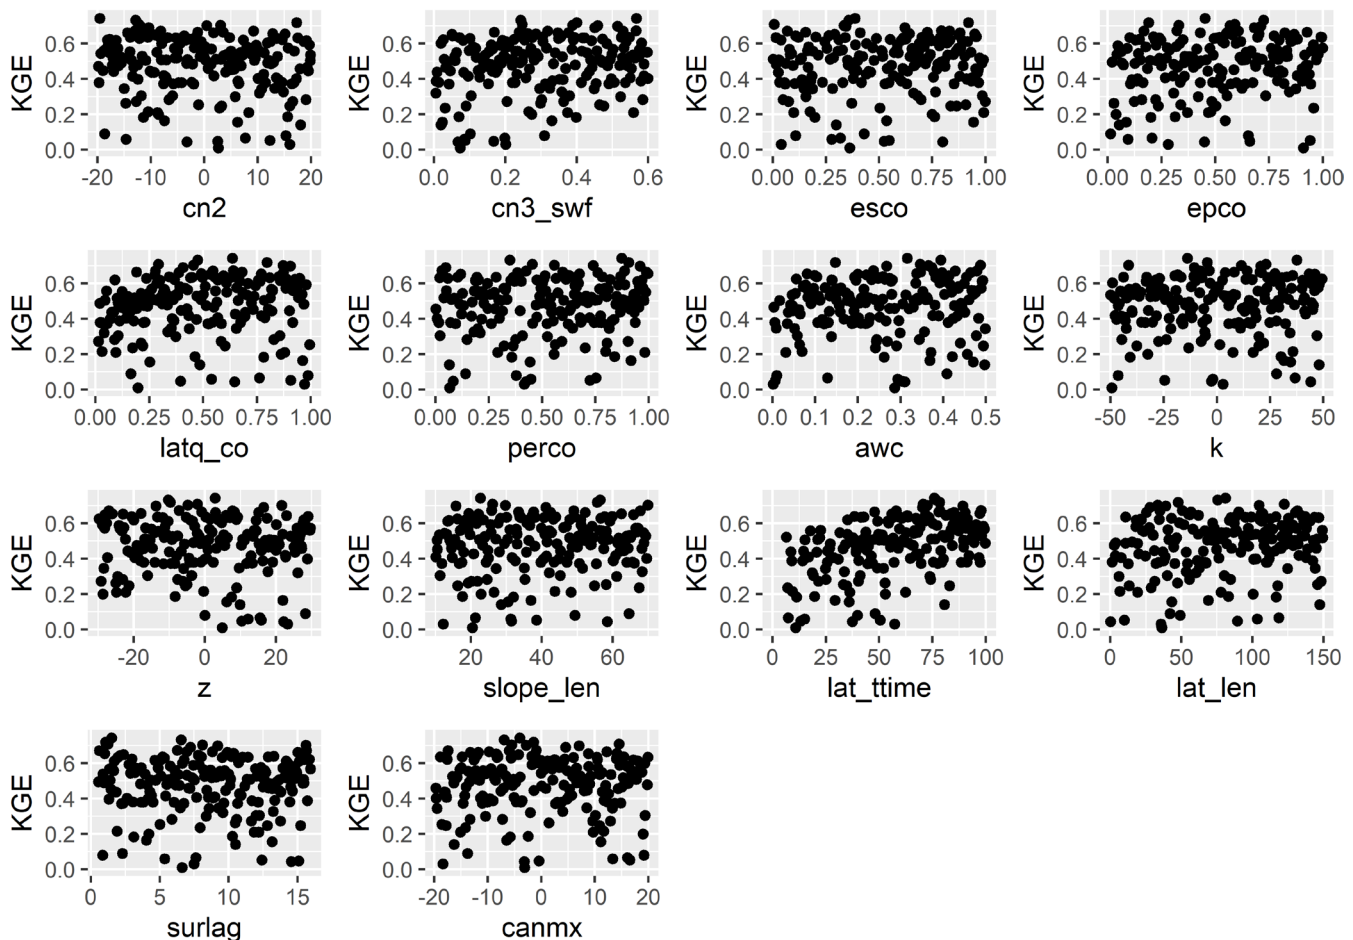 KGE
0.6
0.4
0.2
0.0
-20 -10 0 10 20
cn2
KGE
0.6
0.4
0.2
0.0
0.0 0.2 0.4 0.6
cn3_swf
KGE
0.6
0.4
0.2
0.0
0.00 0.25 0.50 0.75 1.00
esco
KGE
0.6
0.4
0.2
0.0
0.00 0.25 0.50 0.75 1.00
epco
KGE
0.6
0.4
0.2
0.0
0.00 0.25 0.50 0.75 1.00
latq_co
KGE
0.6
0.4
0.2
0.0
0.00 0.25 0.50 0.75 1.00
perco
KGE
0.6
0.4
0.2
0.0
0.0 0.1 0.2 0.3 0.4 0.5
awc
KGE
0.6
0.4
0.2
0.0
-50 -25 0 25 50
k
KGE
0.6
0.4
0.2
0.0
-20 0 20
z
KGE
0.6
0.4
0.2
0.0
20 40 60
slope_len
KGE
0.6
0.4
0.2
0.0
0 25 50 75 100
lat_ttime
KGE
0.6
0.4
0.2
0.0
0 50 100 150
lat_len
KGE
0.6
0.4
0.2
0.0
0 5 10 15
surlag
KGE
0.6
0.4
0.2
0.0
-20 -10 0 10 20
canmx